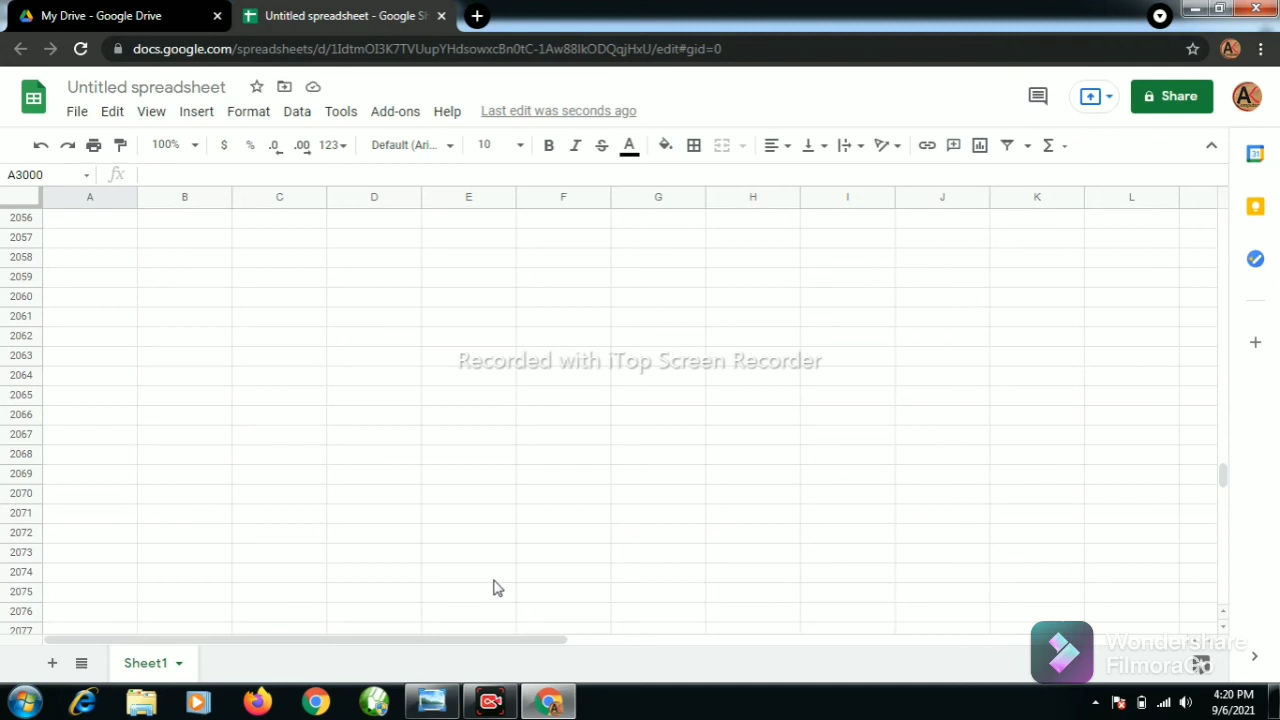 My Drive - Google Drive
Untitled spreadsheet - Google Sh
docs.google.com/spreadsheets/d/1IdtmOI3K7TVUupYHdsowxcBn0tC-1Aw88IkODQqjHxU/edit#gid=0
Untitled spreadsheet
File Edit View Insert Format Data Tools Add-ons Help Last edit was seconds ago
Share
100% $ % .0 .00 123 Default (Ari... 10 B I S A Σ
A3000 fx
A B C D E F G H I J K L
2056
2057
2058
2059
2060
2061
2062
2063
Recorded with iTop Screen Recorder
2064
2065
2066
2067
2068
2069
2070
2071
2072
2073
2074
2075
2076
2077
Wondershare
FilmoraGo
Sheet1
4:20 PM
9/6/2021